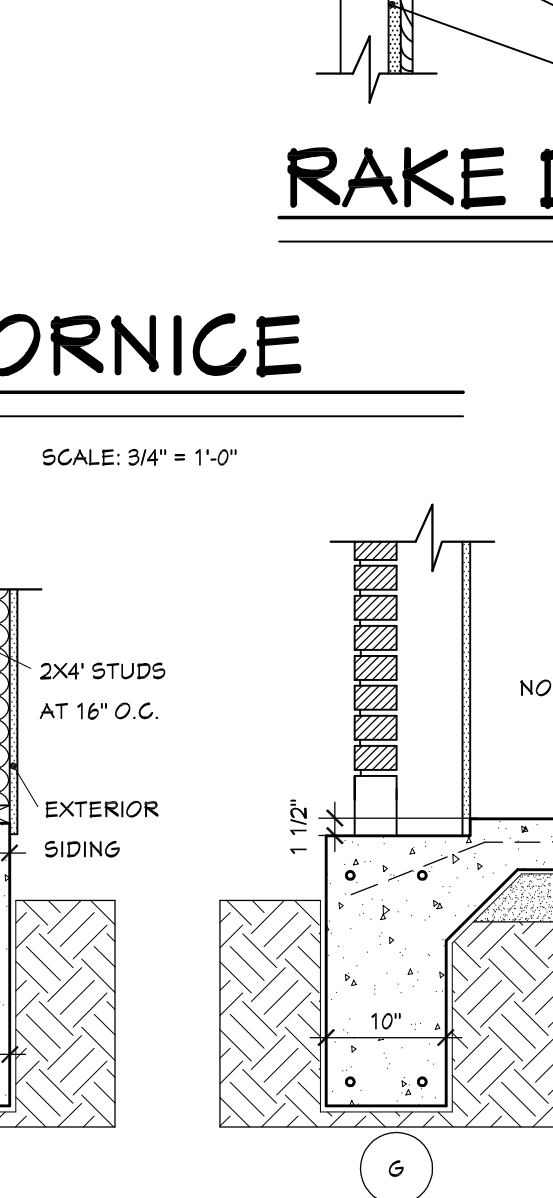 RAKE
ORNICE
SCALE: 3/4" = 1'-0"
2X4' STUDS
AT 16" O.C.
NO
EXTERIOR
SIDING
1 1/2"
10"
G